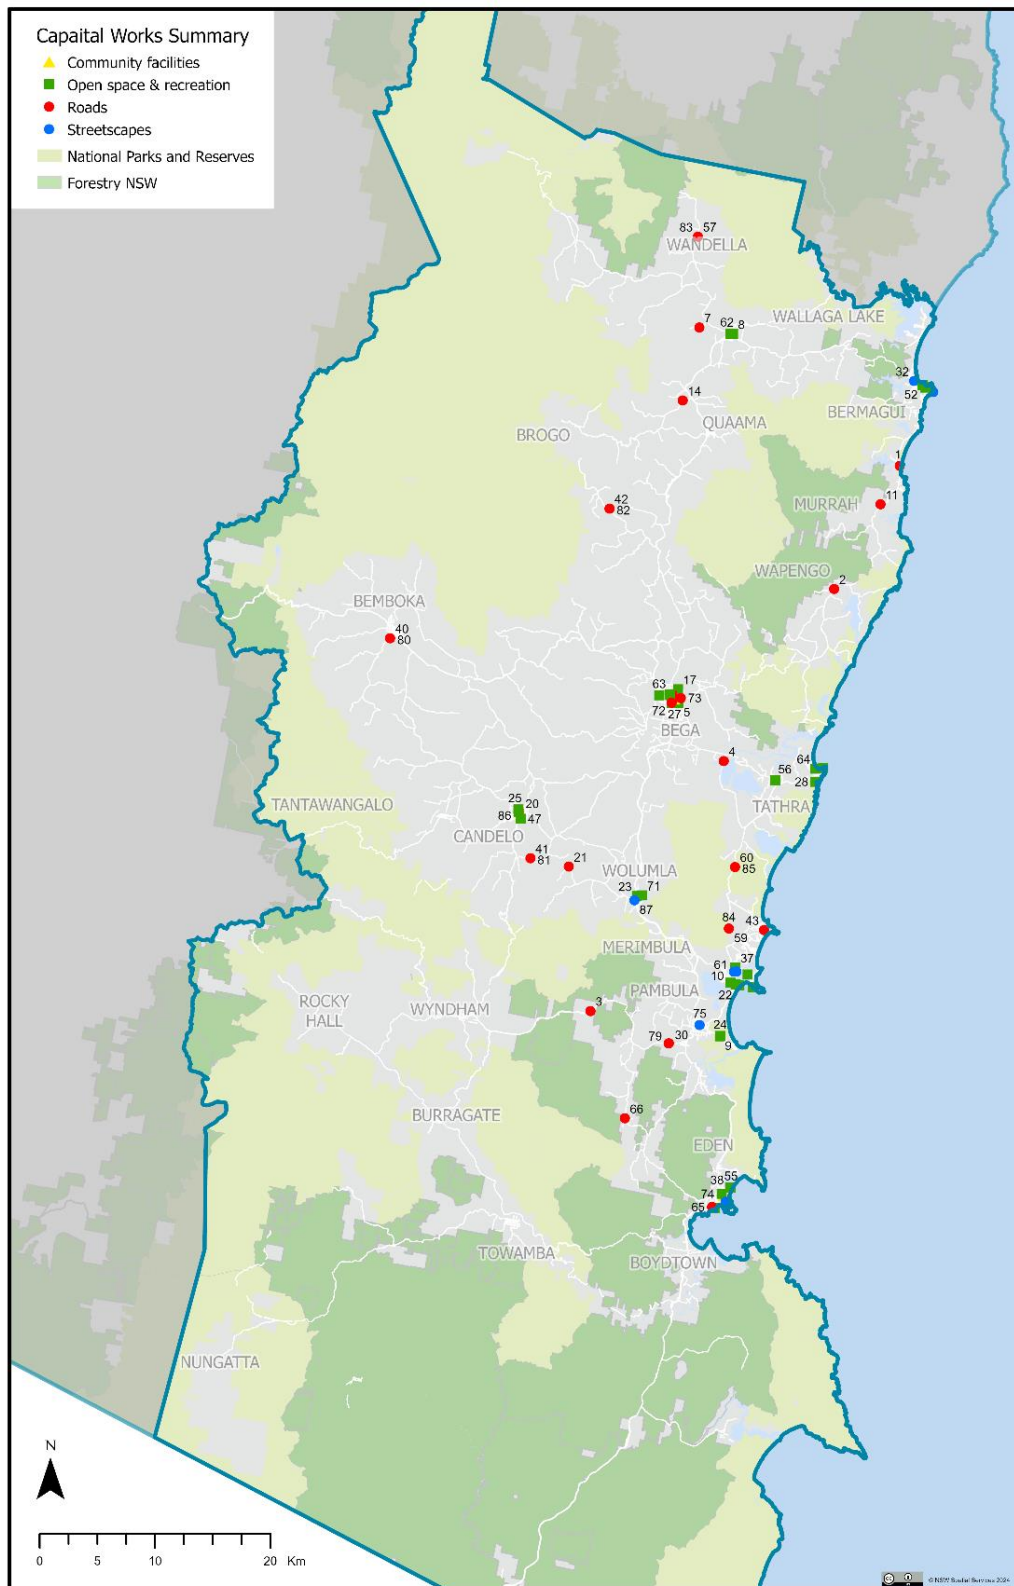 Capaital Works Summary
Community facilities
Open space & recreation
Roads
Streetscapes
National Parks and Reserves
Forestry NSW
83 57
WANDELLA
7
62 8
WALLAGA LAKE
32
52
BERMAGUI
14
QUAAMA
BROGO
1
11
MURRAH
42
82
WAPENGO
2
BEMBOKA
40
80
63
17
73
72
27 5
BEGA
4
56
64
28
TATHRA
TANTAWANGALO
25
20
86
47
CANDELO
41
81
21
WOLUMLA
60
85
23
71
87
84
43
59
MERIMBULA
61
37
10
22
PAMBULA
ROCKY
HALL
WYNDHAM
3
75
24
79 30
9
66
BURRAGATE
EDEN
38 55
74
65
TOWAMBA
BOYDTOWN
NUNGATTA
N
0 5 10 20 Km
© NSW Spatial Services 2024